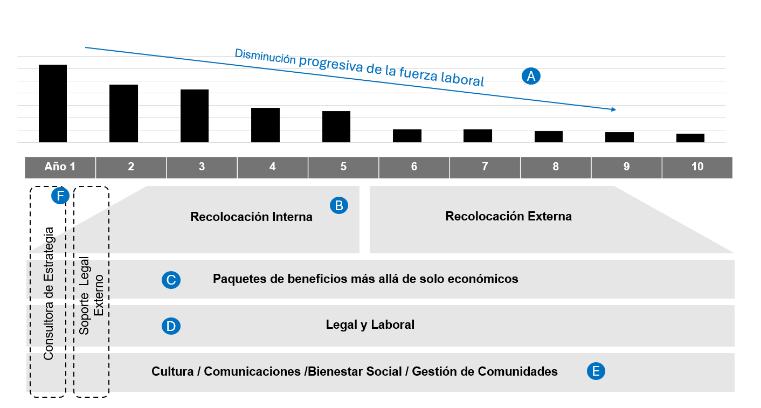 Disminución progresiva de la fuerza laboral
A
Año 1 2 3 4 5 6 7 8 9 10
F
B
Recolocación Interna
Recolocación Externa
Consultora de Estrategia
Soporte Legal
Externo
C
Paquetes de beneficios más allá de solo económicos
D
Legal y Laboral
Cultura / Comunicaciones /Bienestar Social / Gestión de Comunidades
E